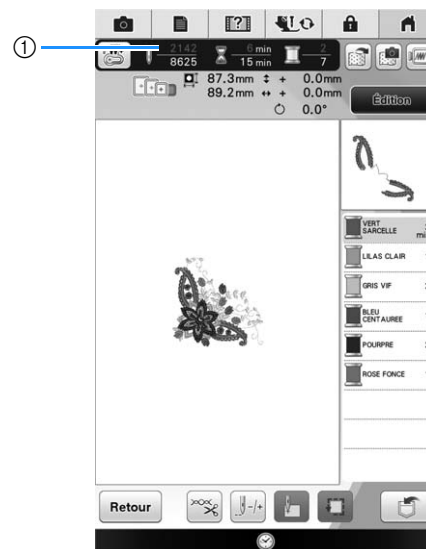 ①
2142 6 min 2
8625 15 min 7
87.3mm + 0.0mm
89.2mm + 0.0mm
0.0°
Édition
VERT
SARCELLE
LILAS CLAIR
GRIS VIF
BLEU
CENTAUREE
POURPRE
ROSE FONCE
Retour
-/+